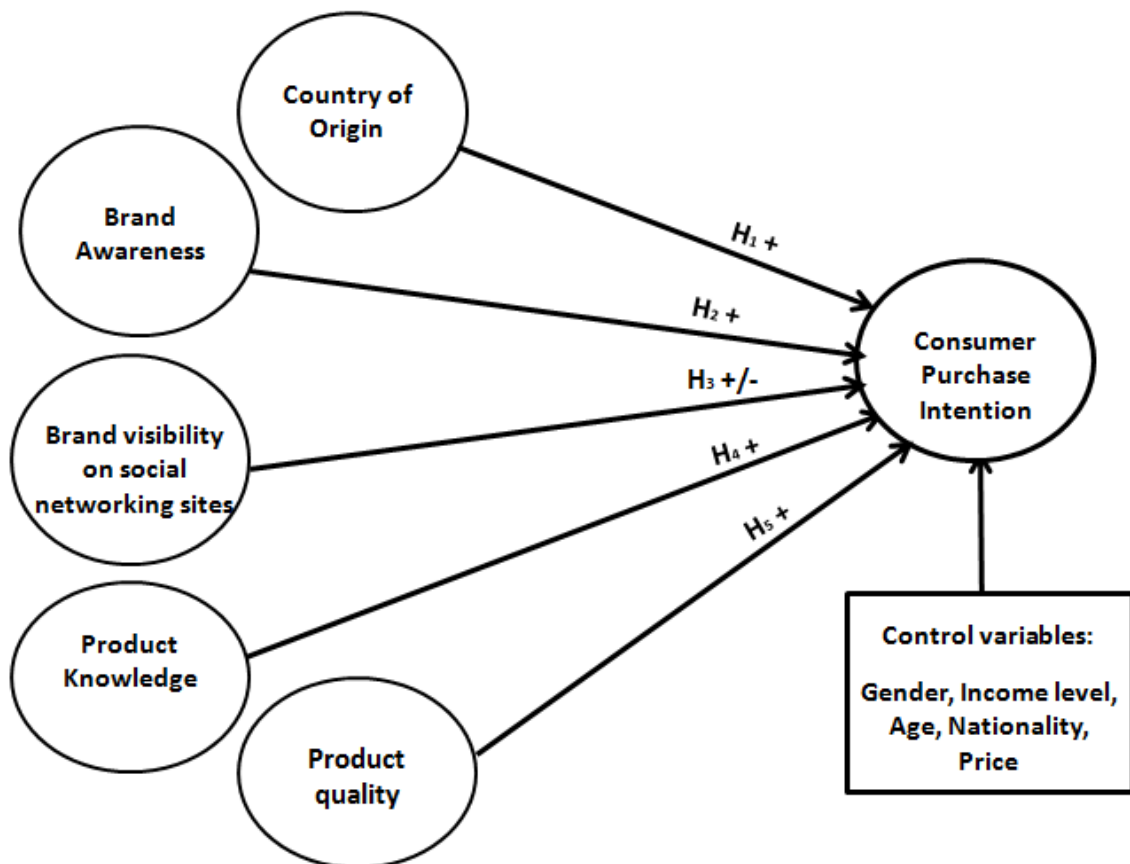 Country of
Origin
Brand
Awareness
H₁ +
H₂ +
Consumer
Purchase
Intention
H₃ +/-
Brand visibility
on social
networking sites
H₄ +
H₅ +
Product
Knowledge
Control variables:
Gender, Income level,
Age, Nationality,
Price
Product
quality